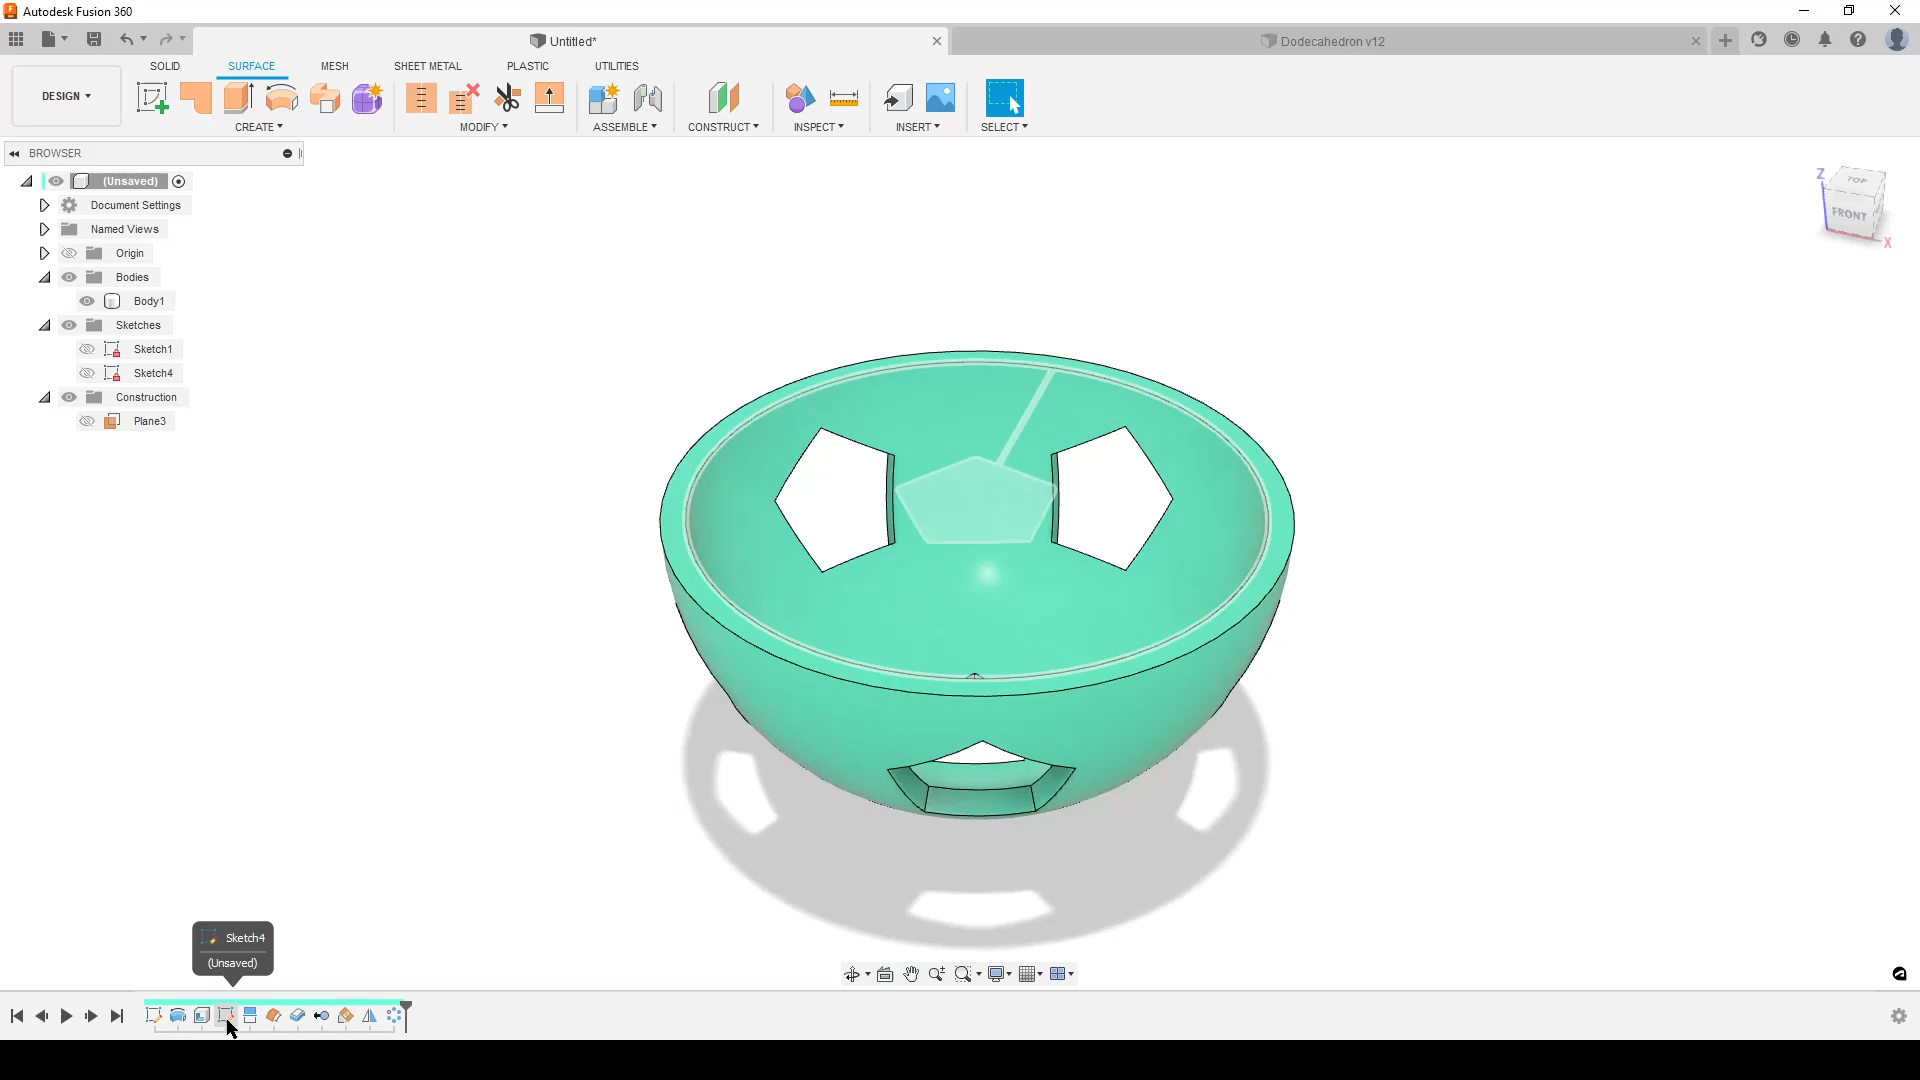 Autodesk Fusion 360
Untitled*
Dodecahedron v12
SOLID
SURFACE
MESH
SHEET METAL
PLASTIC
UTILITIES
DESIGN
CREATE
MODIFY
ASSEMBLE
CONSTRUCT
INSPECT
INSERT
SELECT
BROWSER
(Unsaved)
Document Settings
Named Views
Origin
Bodies
Body1
Sketches
Sketch1
Sketch4
Construction
Plane3
Z
TOP
FRONT
X
Sketch4
(Unsaved)